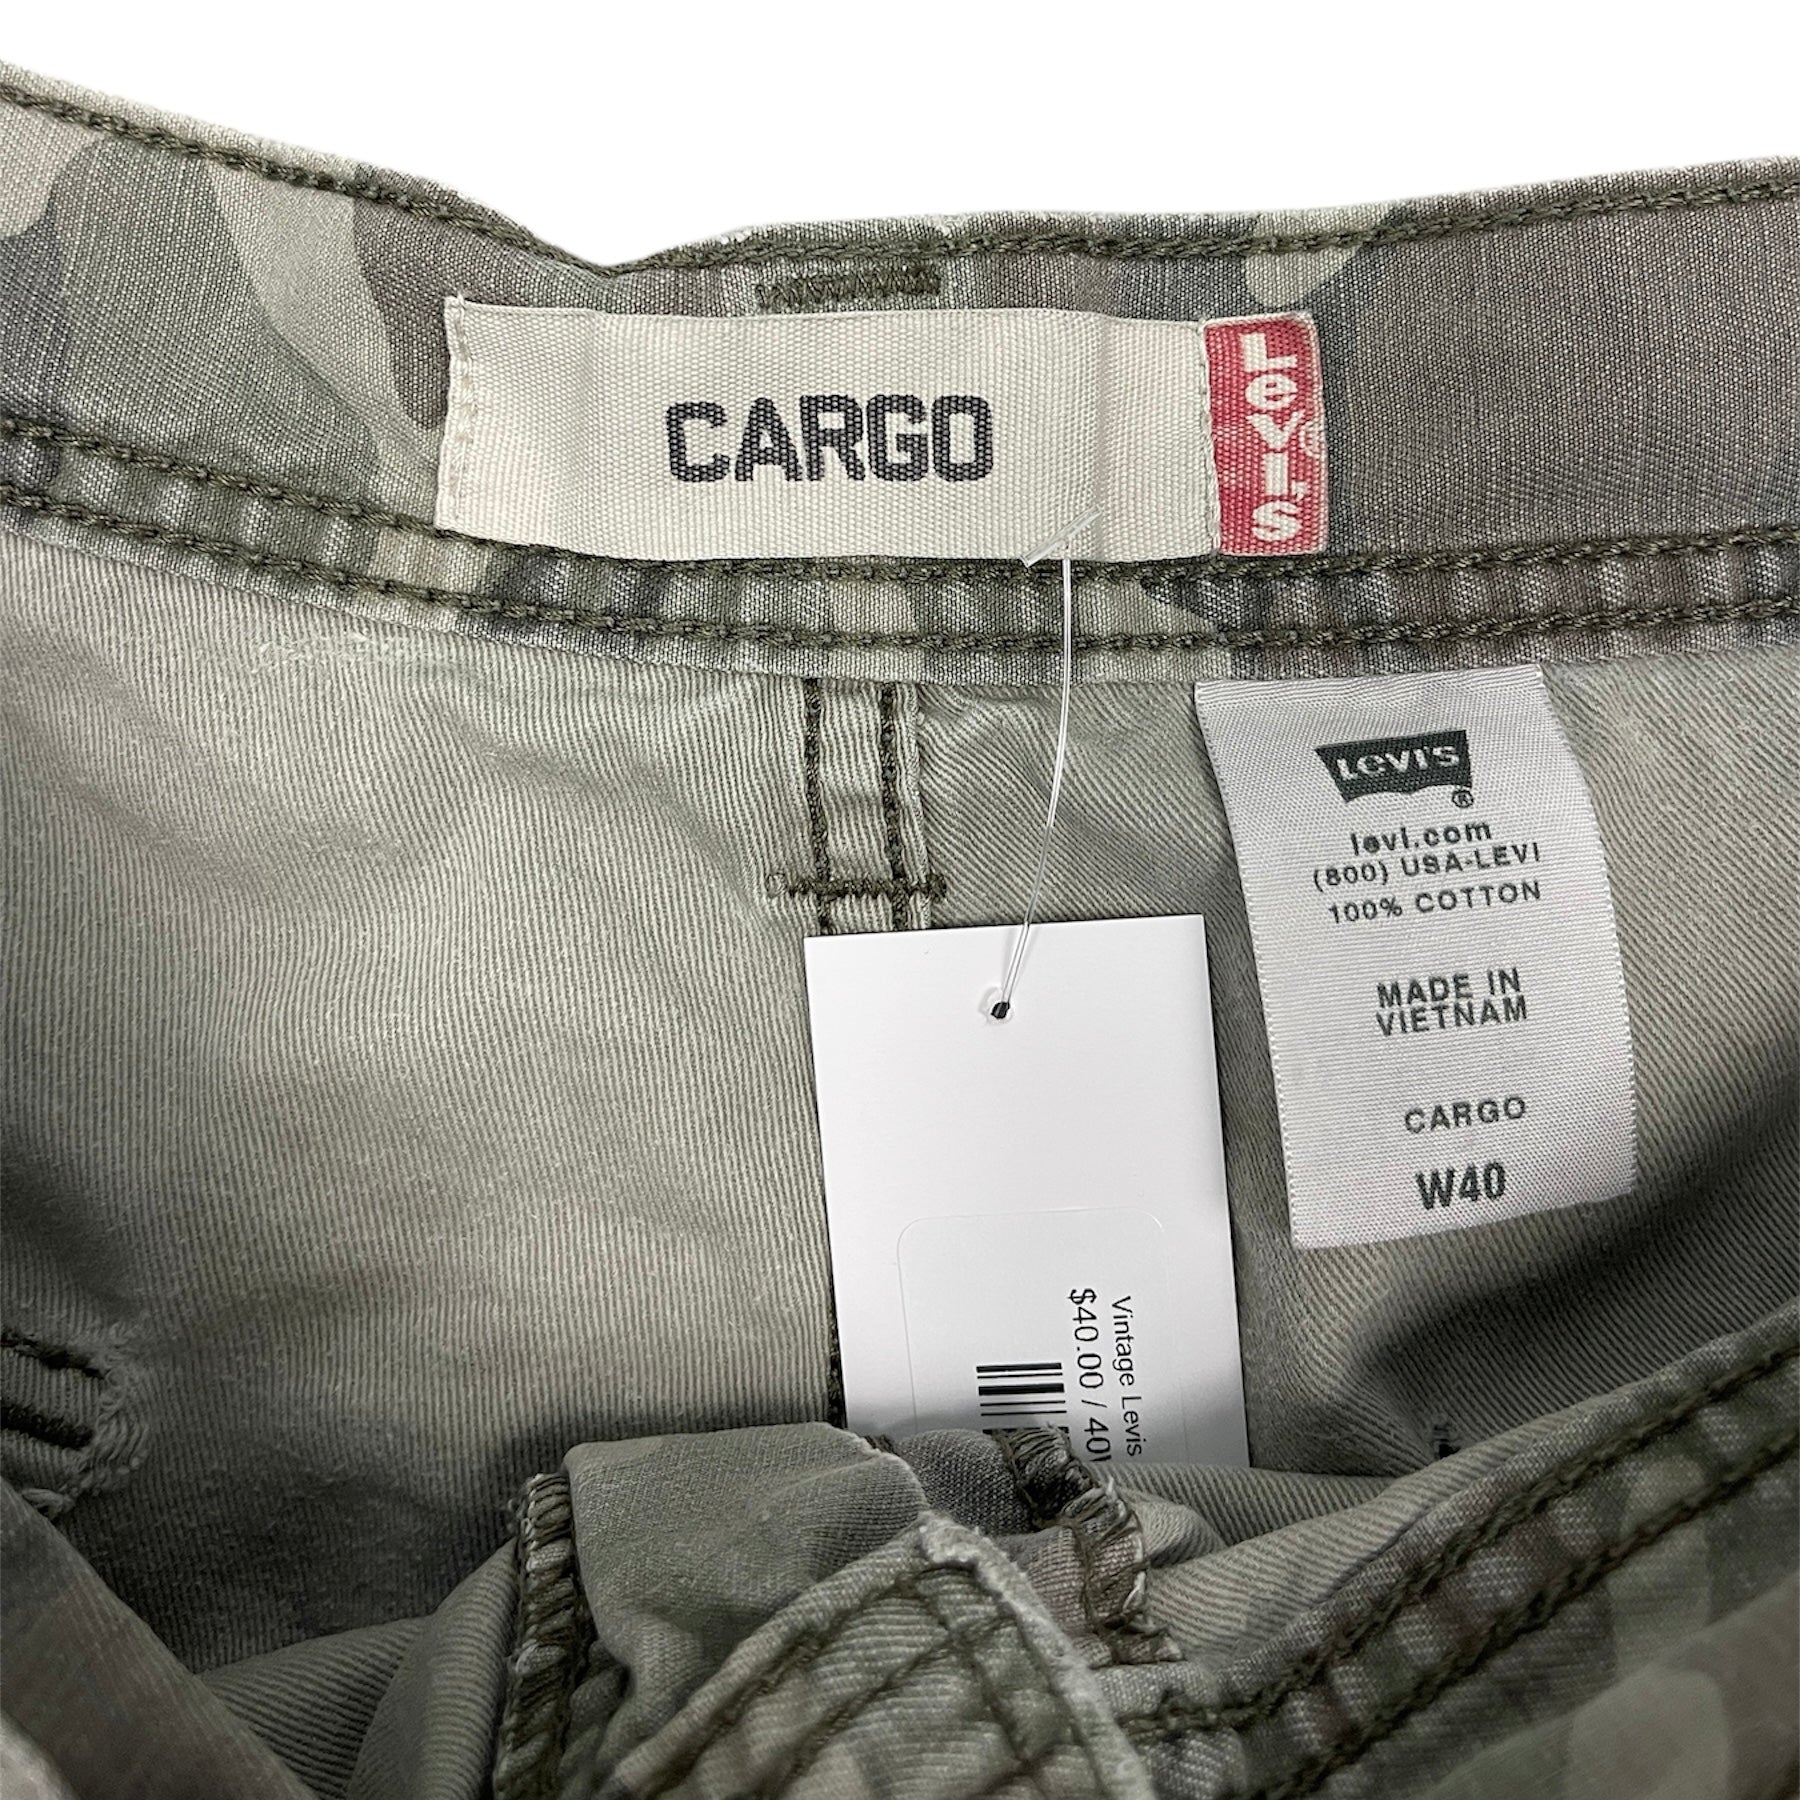 CARGO
LEVI'S®
LEVI'S®
levi.com
(800) USA-LEVI
100% COTTON
MADE IN
VIETNAM
CARGO
W40
Vintage Levis
$40.00 / 40